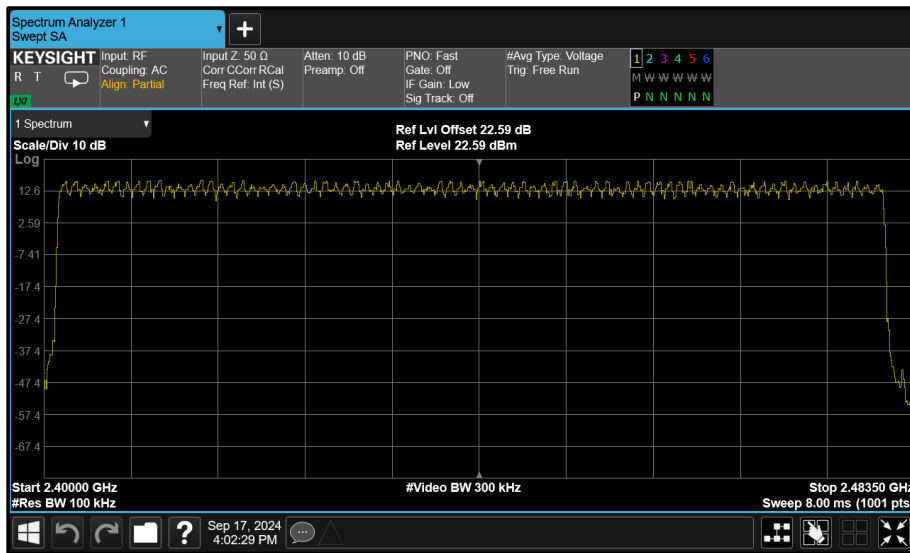 Spectrum Analyzer 1
Swept SA
KEYSIGHT
R T
LXI
Input: RF
Coupling: AC
Align: Partial
Input Z: 50 Ω
Corr CCorr RCal
Freq Ref: Int (S)
Atten: 10 dB
Preamp: Off
PNO: Fast
Gate: Off
IF Gain: Low
Sig Track: Off
#Avg Type: Voltage
Trig: Free Run
1 2 3 4 5 6
M W W W W W
P N N N N N
1 Spectrum
Scale/Div 10 dB
Ref Lvl Offset 22.59 dB
Ref Level 22.59 dBm
Log
12.6
2.59
-7.41
-17.4
-27.4
-37.4
-47.4
-57.4
-67.4
Start 2.40000 GHz
#Res BW 100 kHz
#Video BW 300 kHz
Stop 2.48350 GHz
Sweep 8.00 ms (1001 pts
?
Sep 17, 2024
4:02:29 PM